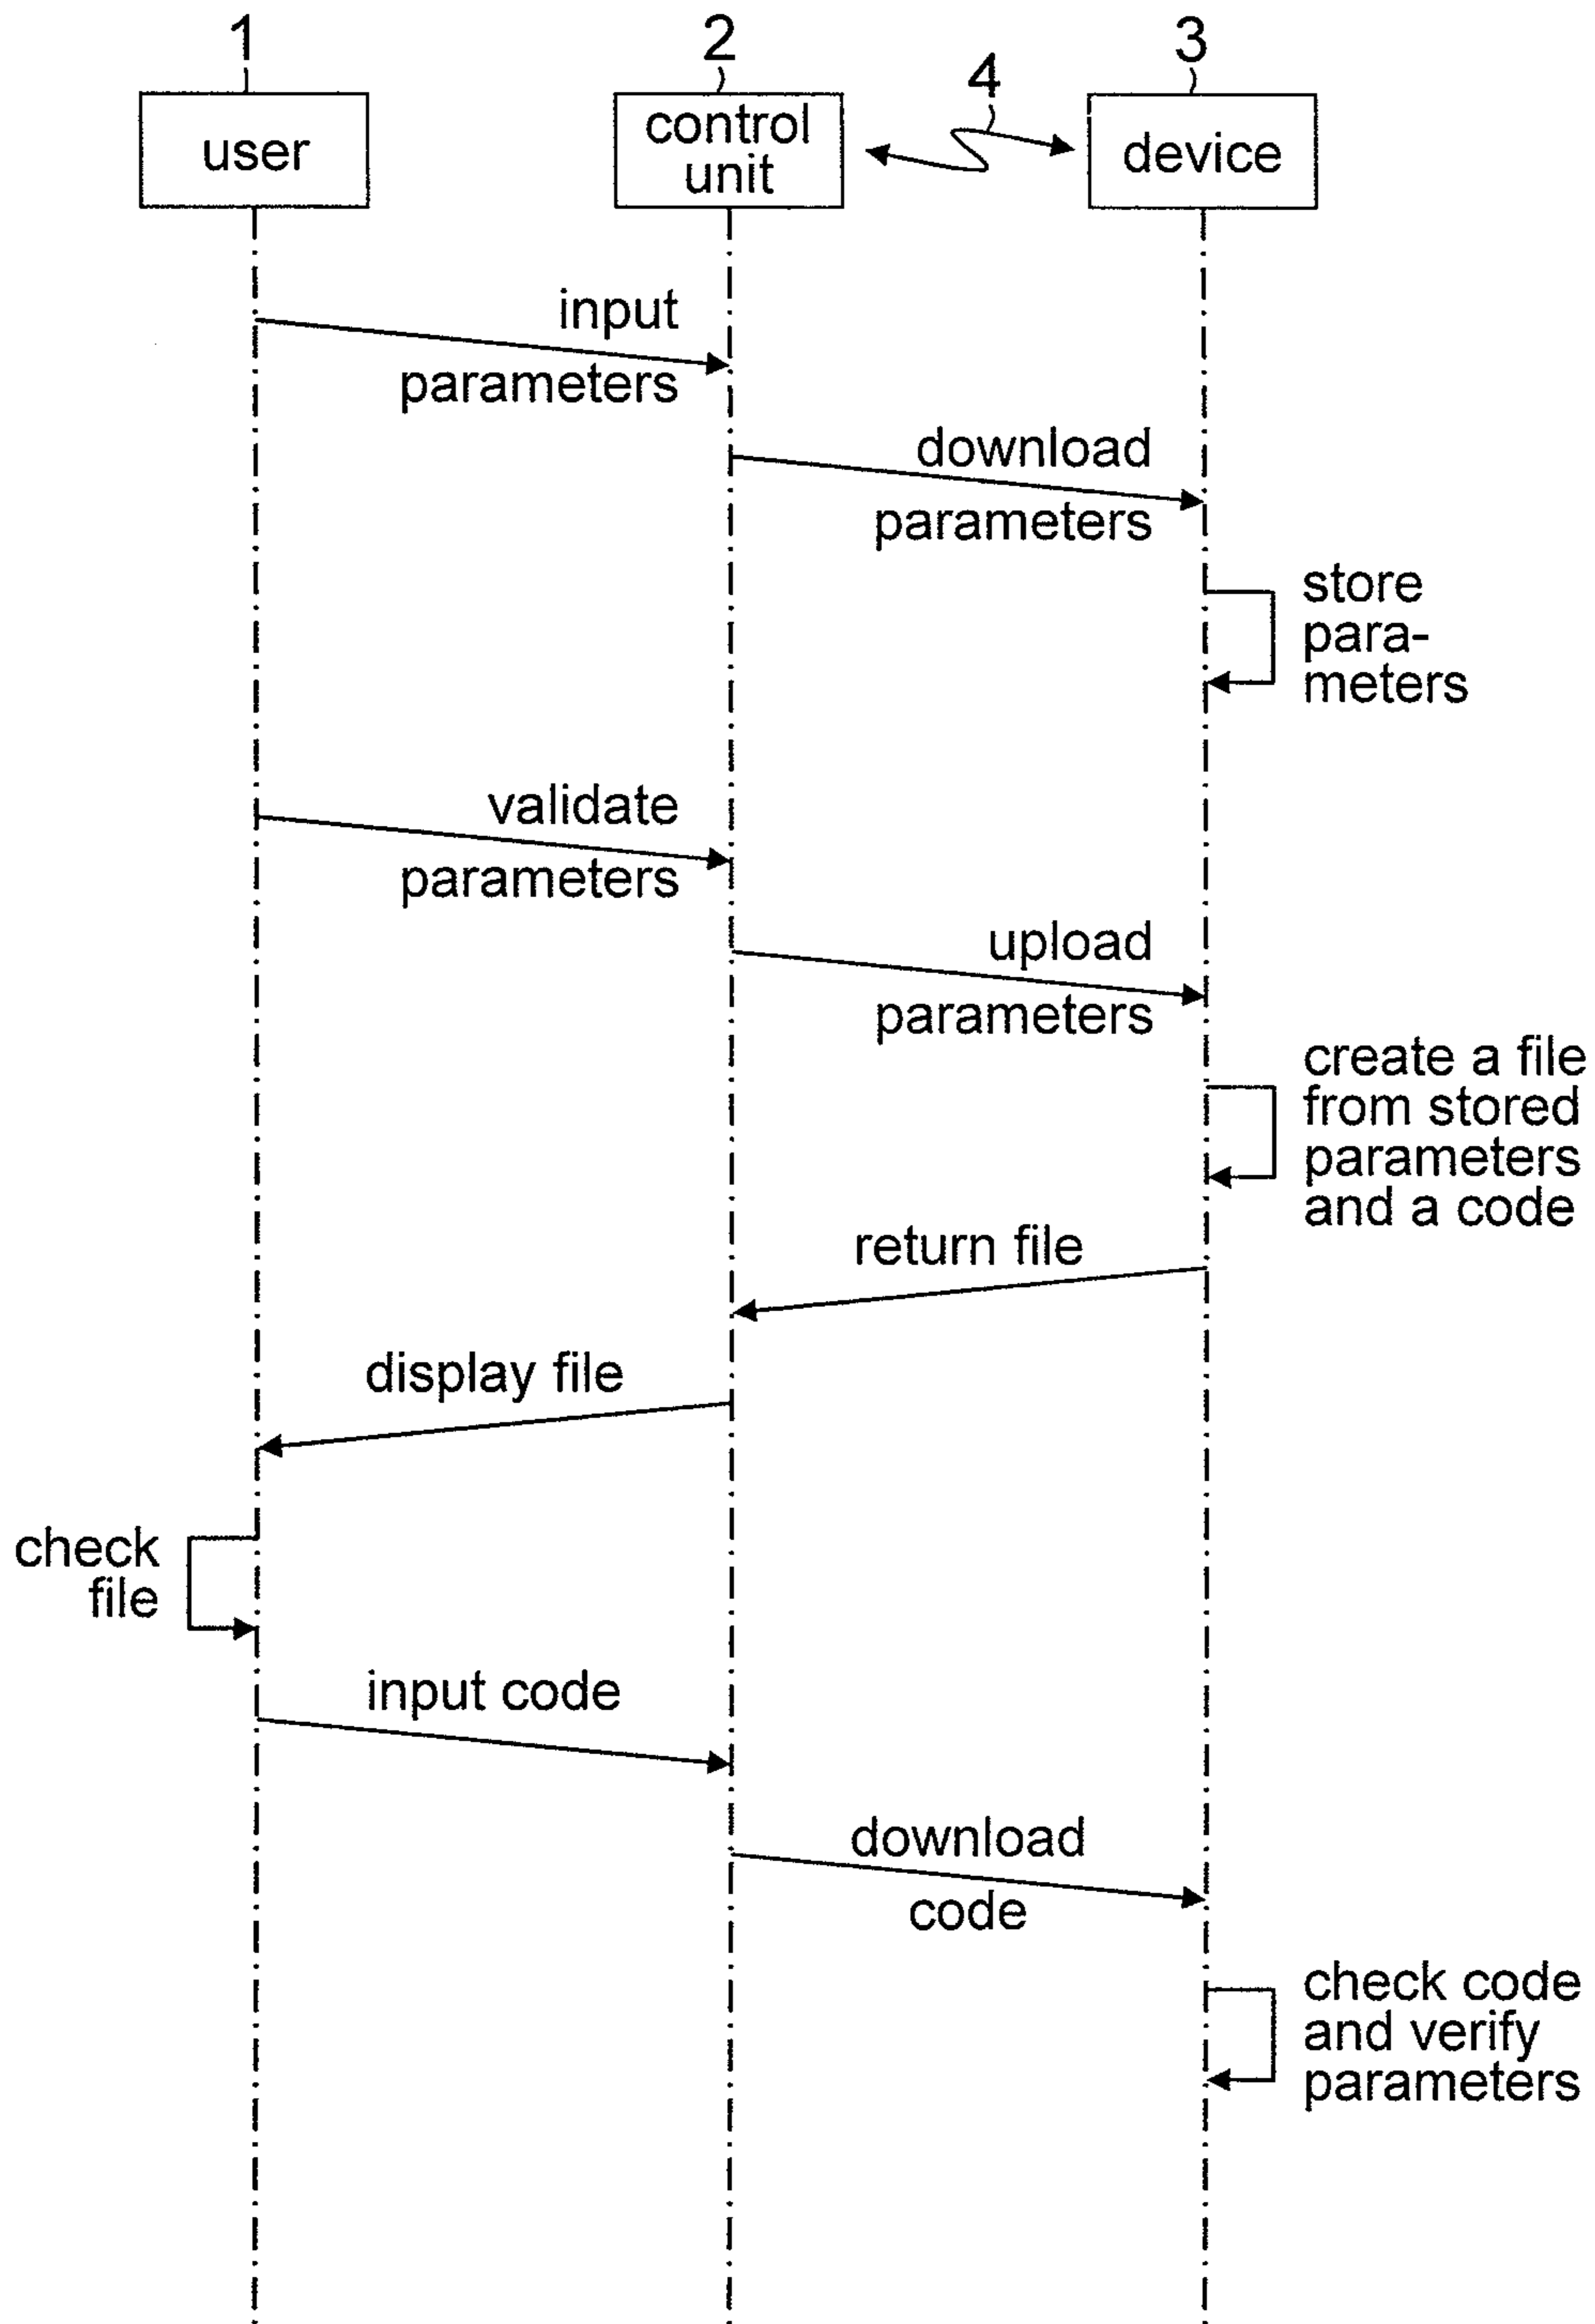 1
2
3
4
user
control
unit
device
input
parameters
download
parameters
store
para-
meters
validate
parameters
upload
parameters
create a file
from stored
parameters
and a code
return file
display file
check
file
input code
download
code
check code
and verify
parameters